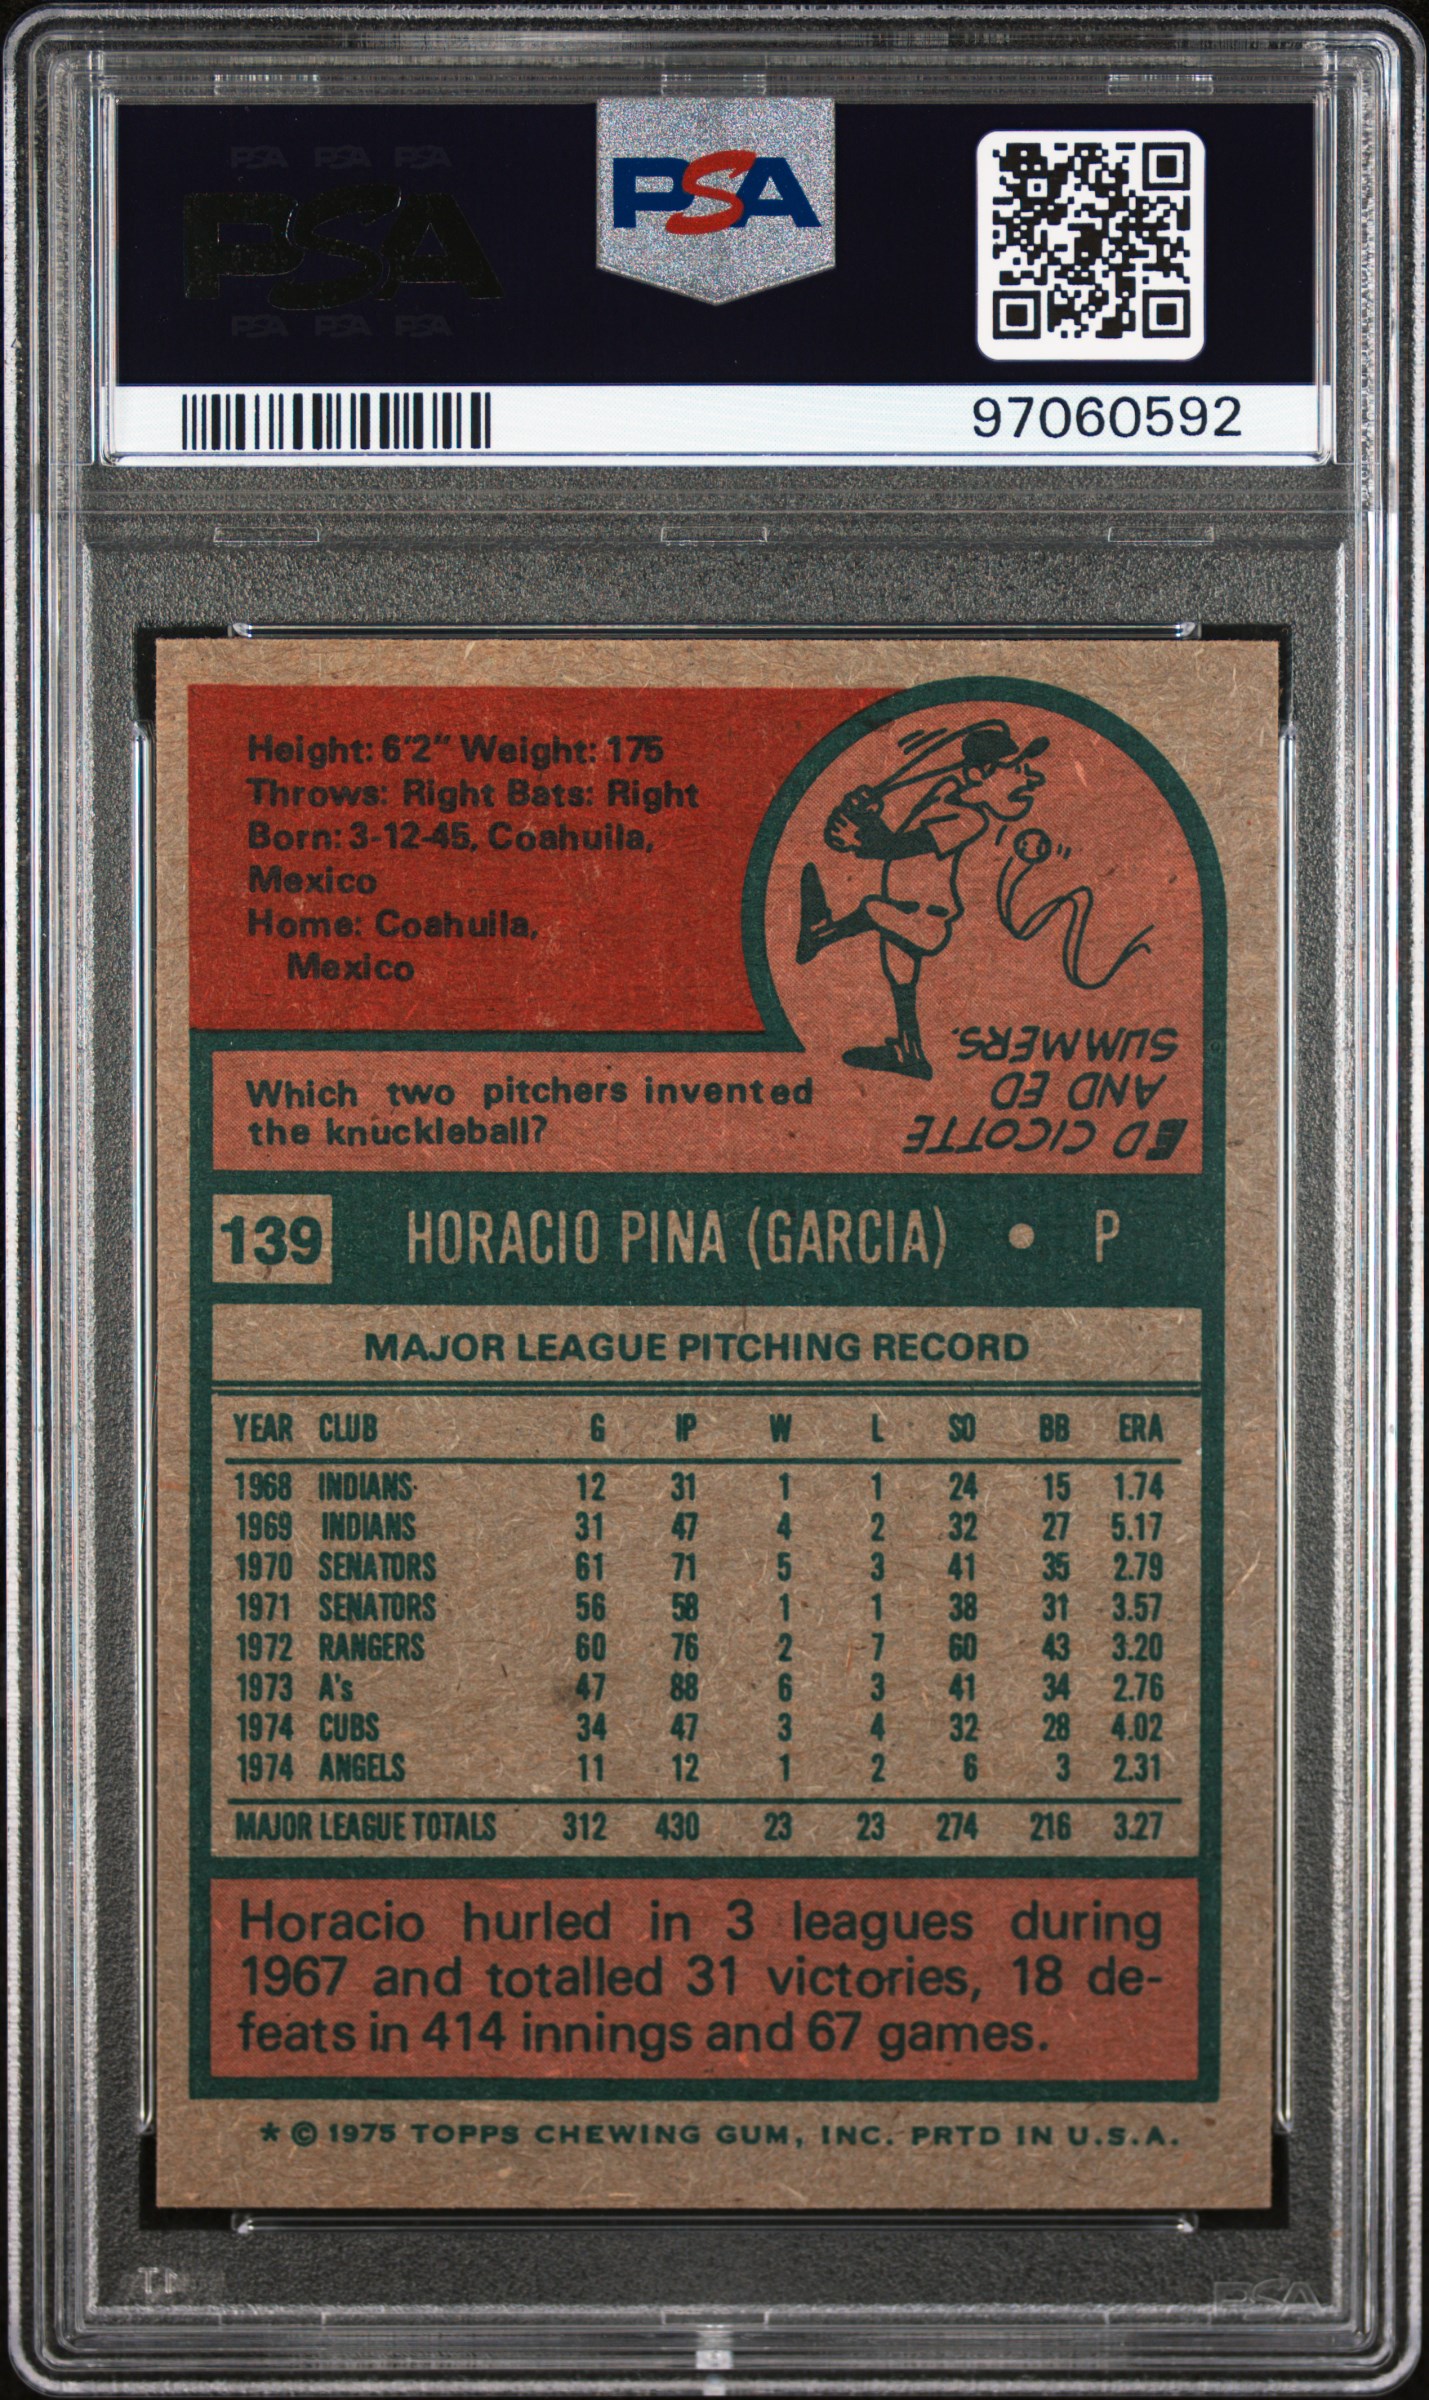 PSA PSA PSA
PSA
PSA PSA PSA
PSA
97060592
Height: 6'2" Weight: 175
Throws: Right Bats: Right
Born: 3-12-45, Coahuila,
Mexico
Home: Coahuila,
Mexico
Which two pitchers invented
the knuckleball?
ED CICOTTE
AND ED
SUMMERS.
139 HORACIO PINA (GARCIA) • P
MAJOR LEAGUE PITCHING RECORD
YEAR CLUB G IP W L SO BB ERA
1968 INDIANS 12 31 1 1 24 15 1.74
1969 INDIANS 31 47 4 2 32 27 5.17
1970 SENATORS 61 71 5 3 41 35 2.79
1971 SENATORS 56 58 1 1 38 31 3.57
1972 RANGERS 60 76 2 7 60 43 3.20
1973 A's 47 88 6 3 41 34 2.76
1974 CUBS 34 47 3 4 32 28 4.02
1974 ANGELS 11 12 1 2 6 3 2.31
MAJOR LEAGUE TOTALS 312 430 23 23 274 216 3.27
Horacio hurled in 3 leagues during
1967 and totalled 31 victories, 18 de-
feats in 414 innings and 67 games.
* © 1975 TOPPS CHEWING GUM, INC. PRTD IN U.S.A.
PSA